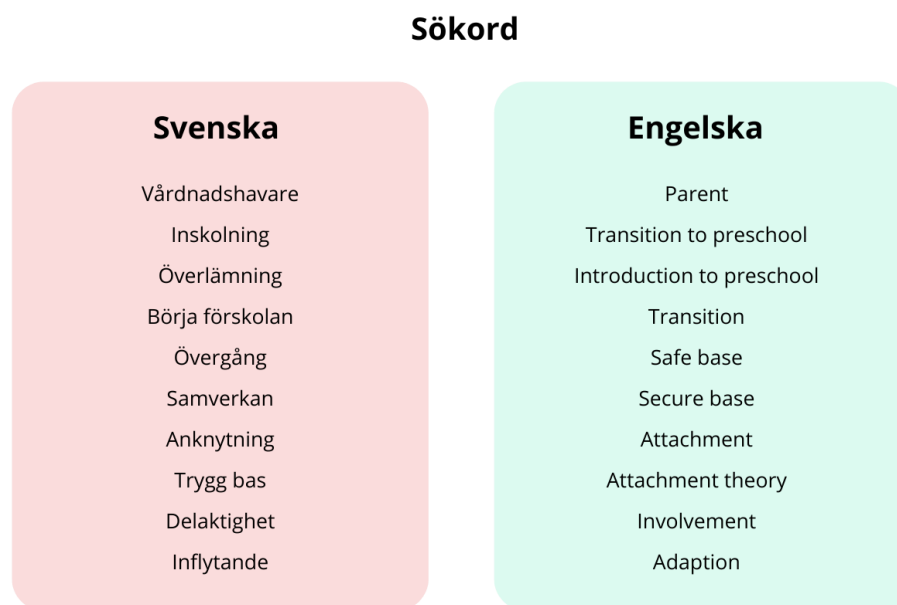 Sökord
Svenska
Vårdnadshavare
Inskolning
Överlämning
Börja förskolan
Övergång
Samverkan
Anknytning
Trygg bas
Delaktighet
Inflytande
Engelska
Parent
Transition to preschool
Introduction to preschool
Transition
Safe base
Secure base
Attachment
Attachment theory
Involvement
Adaption